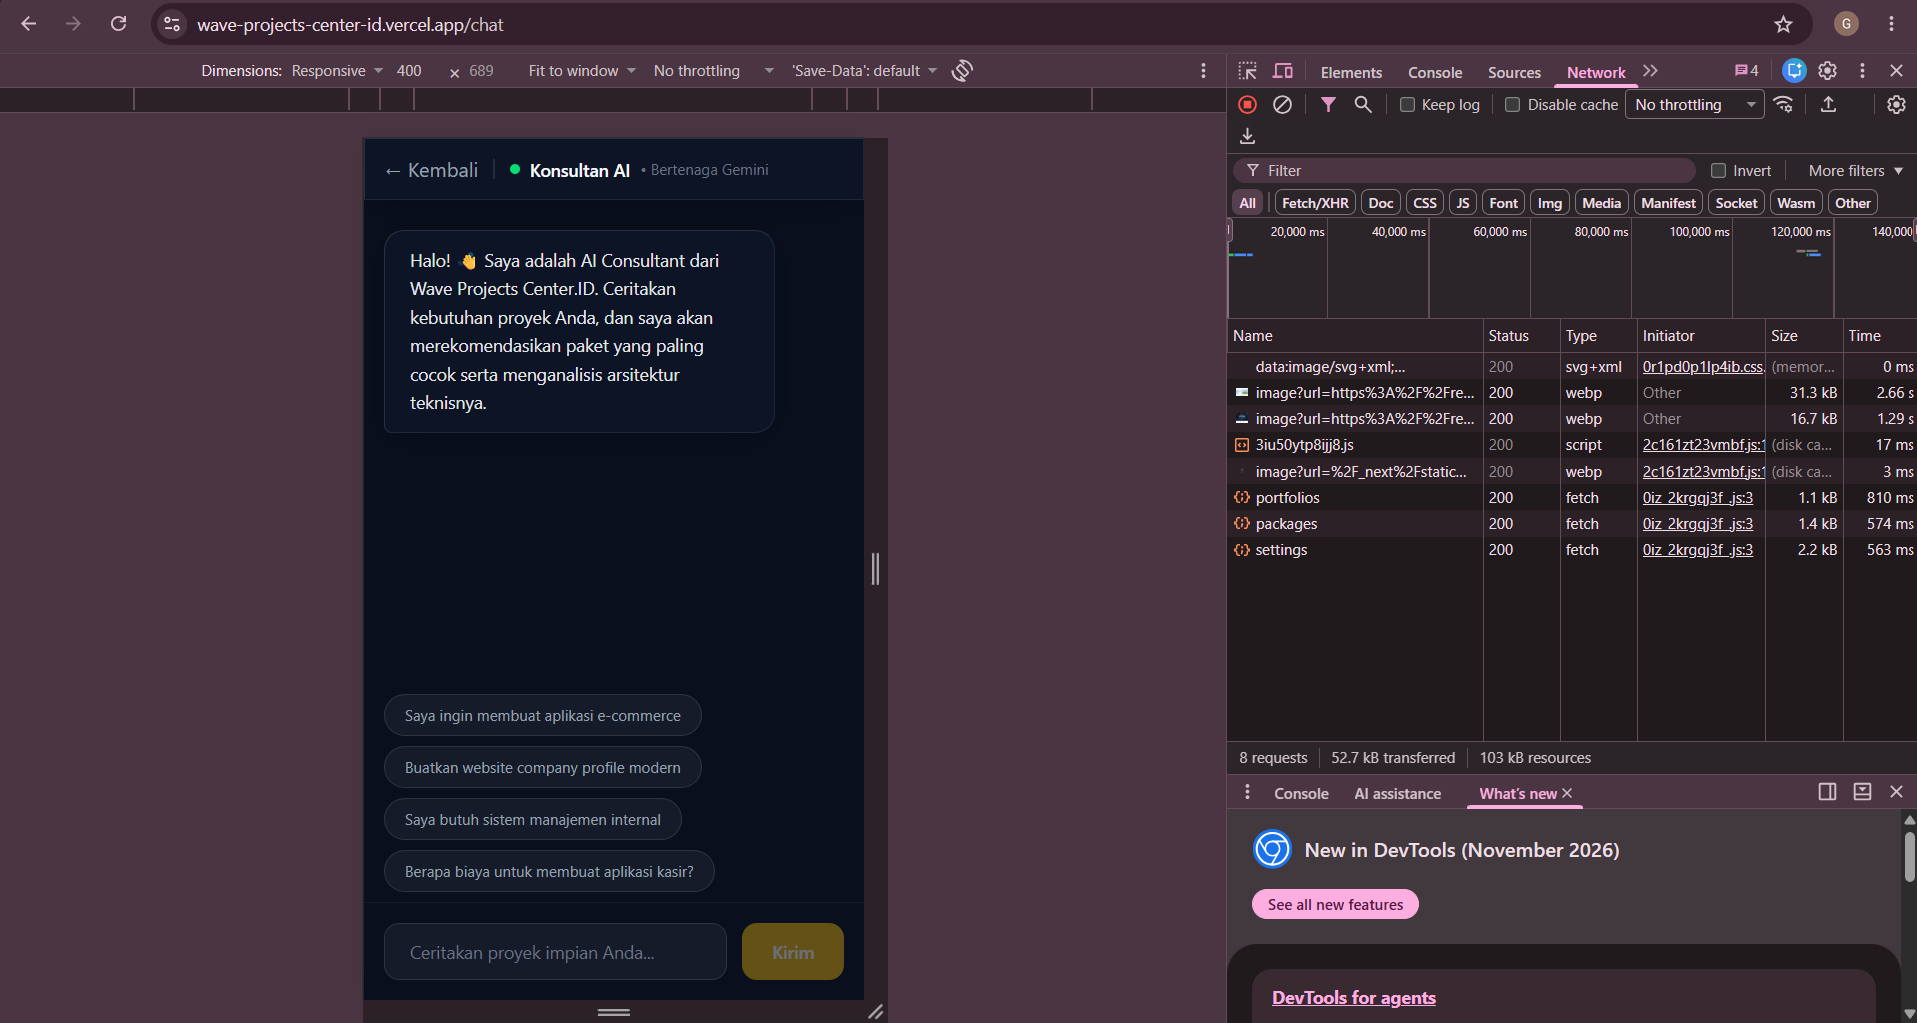 wave-projects-center-id.vercel.app/chat
G
Dimensions: Responsive 400 × 689 Fit to window No throttling 'Save-Data': default
Elements Console Sources Network 4
Keep log Disable cache No throttling
Filter Invert More filters
All Fetch/XHR Doc CSS JS Font Img Media Manifest Socket Wasm Other
20,000 ms 40,000 ms 60,000 ms 80,000 ms 100,000 ms 120,000 ms 140,000
Name Status Type Initiator Size Time
data:image/svg+xml;... 200 svg+xml 0r1pd0p1lp4ib.css. (memor... 0 ms
image?url=https%3A%2F%2Fre... 200 webp Other 31.3 kB 2.66 s
image?url=https%3A%2F%2Fre... 200 webp Other 16.7 kB 1.29 s
3iu50ytp8ijj8.js 200 script 2c161zt23vmbf.js:1 (disk ca... 17 ms
image?url=%2F_next%2Fstatic... 200 webp 2c161zt23vmbf.js:1 (disk ca... 3 ms
portfolios 200 fetch 0iz_2krgqj3f_.js:3 1.1 kB 810 ms
packages 200 fetch 0iz_2krgqj3f_.js:3 1.4 kB 574 ms
settings 200 fetch 0iz_2krgqj3f_.js:3 2.2 kB 563 ms
8 requests 52.7 kB transferred 103 kB resources
Console AI assistance What's new
New in DevTools (November 2026)
See all new features
DevTools for agents
← Kembali Konsultan AI • Bertenaga Gemini
Halo! 👋 Saya adalah AI Consultant dari
Wave Projects Center.ID. Ceritakan
kebutuhan proyek Anda, dan saya akan
merekomendasikan paket yang paling
cocok serta menganalisis arsitektur
teknisnya.
Saya ingin membuat aplikasi e-commerce
Buatkan website company profile modern
Saya butuh sistem manajemen internal
Berapa biaya untuk membuat aplikasi kasir?
Ceritakan proyek impian Anda... Kirim